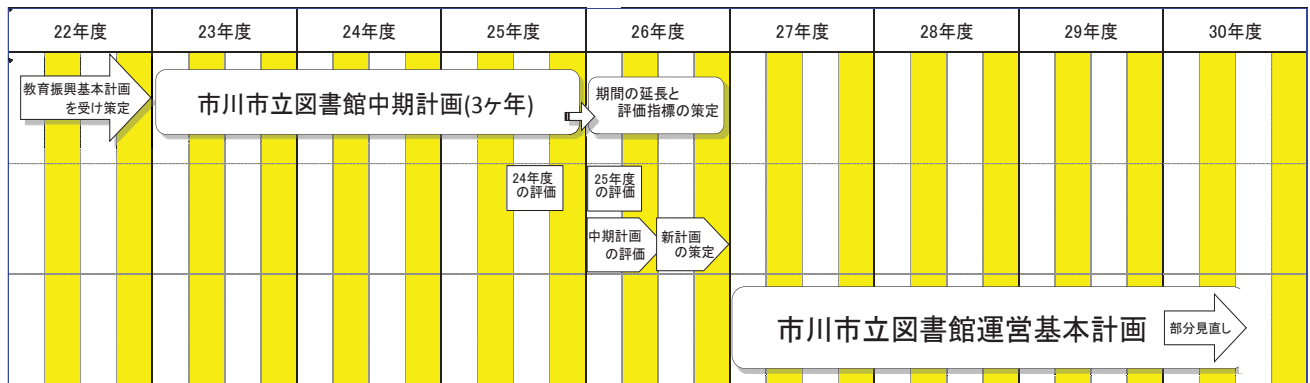 22年度
23年度
24年度
25年度
26年度
27年度
28年度
29年度
30年度
教育振興基本計画
を受け策定
市川市立図書館中期計画(3ヶ年)
期間の延長と
評価指標の策定
24年度
の評価
25年度
の評価
中期計画
の評価
新計画
の策定
市川市立図書館運営基本計画
部分見直し